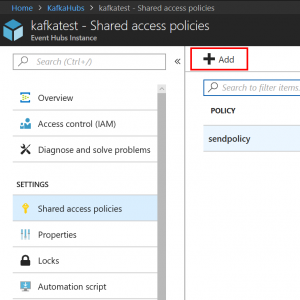 Home > KafkaHubs > kafkatest - Shared access policies
kafkatest - Shared access policies
Event Hubs Instance
Search (Ctrl+/)
«
+ Add
Search to filter items.
Overview
POLICY
Access control (IAM)
sendpolicy
Diagnose and solve problems
SETTINGS
Shared access policies
Properties
Locks
Automation script